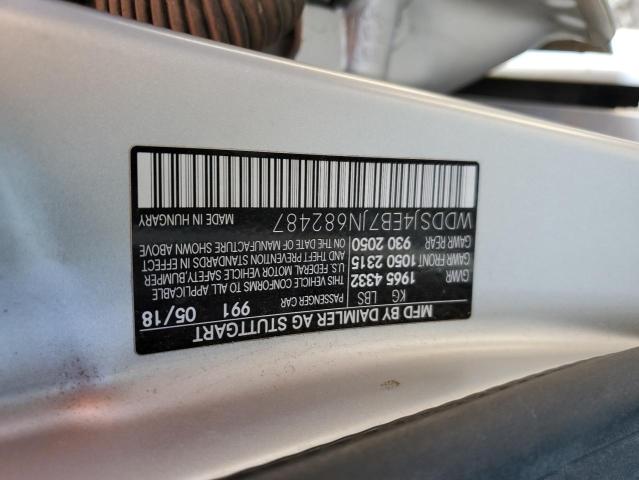 MFD BY DAIMLER AG STUTTGART
05/18
KG LBS
GVWR 1965 4332
GAWR FRONT 1050 2315
GAWR REAR 930 2050
PASSENGER CAR 991
THIS VEHICLE CONFORMS TO ALL APPLICABLE
U.S. FEDERAL MOTOR VEHICLE SAFETY, BUMPER
AND THEFT PREVENTION STANDARDS IN EFFECT
ON THE DATE OF MANUFACTURE SHOWN ABOVE
WDDSJ4EB7JN682487
MADE IN HUNGARY